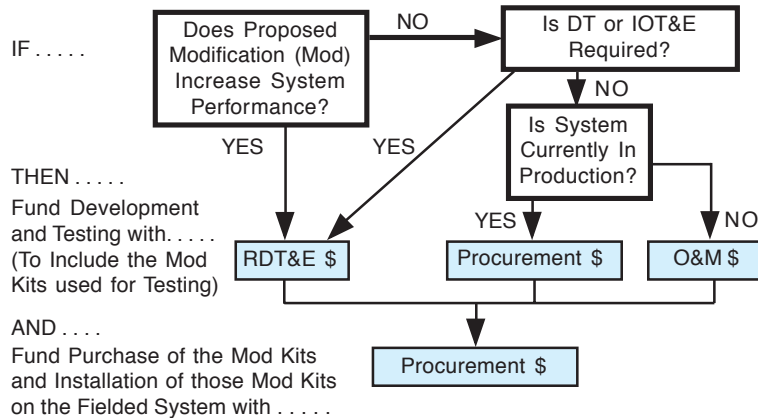 IF . . . . .
Does Proposed
Modification (Mod)
Increase System
Performance?
NO
Is DT or IOT&E
Required?
YES
YES
NO
Is System
Currently In
Production?
YES
NO
THEN . . . . .
Fund Development
and Testing with. . . . .
(To Include the Mod
Kits used for Testing)
RDT&E $
Procurement $
O&M $
AND . . . .
Fund Purchase of the Mod Kits
and Installation of those Mod Kits
on the Fielded System with . . . . .
Procurement $